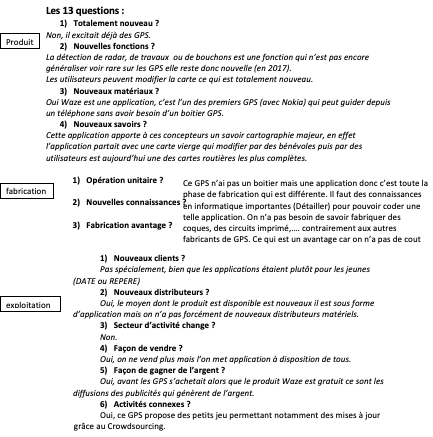 Les 13 questions :
1) Totalement nouveau ?
Non, il existait déjà des GPS.
Produit
2) Nouvelles fonctions ?
La détection de radar, de travaux ou de bouchons est une fonction qui n'est pas encore
généraliser voir rare sur les GPS elle reste donc nouvelle (en 2017).
Les utilisateurs peuvent modifier la carte ce qui est totalement nouveau.
3) Nouveaux matériaux ?
Oui Waze est une application, c'est l'un des premiers GPS (avec Nokia) qui peut guider depuis
un téléphone sans avoir besoin d'un boitier GPS.
4) Nouveaux savoirs ?
Cette application apporte à ces concepteurs un savoir cartographie majeur, en effet
l'application partait avec une carte vierge qui modifier par des bénévoles puis par des
utilisateurs est aujourd'hui une des cartes routières les plus complètes.
fabrication
1) Opération unitaire ?
2) Nouvelles connaissances ?
3) Fabrication avantage ?
Ce GPS n'ai pas un boitier mais une application donc c'est toute la
phase de fabrication qui est différente. Il faut des connaissances
en informatique importantes (Détailler) pour pouvoir coder une
telle application. On n'a pas besoin de savoir fabriquer des
coques, des circuits imprimé,.... contrairement aux autres
fabricants de GPS. Ce qui est un avantage car on n'a pas de cout
1) Nouveaux clients ?
Pas spécialement, bien que les applications étaient plutôt pour les jeunes
(DATE ou REPERE)
2) Nouveaux distributeurs ?
exploitation
Oui, le moyen dont le produit est disponible est nouveaux il est sous forme
d'application mais on n'a pas forcément de nouveaux distributeurs matériels.
3) Secteur d'activité change ?
Non.
4) Façon de vendre ?
Oui, on ne vend plus mais l'on met application à disposition de tous.
5) Façon de gagner de l'argent ?
Oui, avant les GPS s'achetait alors que le produit Waze est gratuit ce sont les
diffusions des publicités qui génèrent de l'argent.
6) Activités connexes ?
Oui, ce GPS propose des petits jeu permettant notamment des mises à jour
grâce au Crowdsourcing.